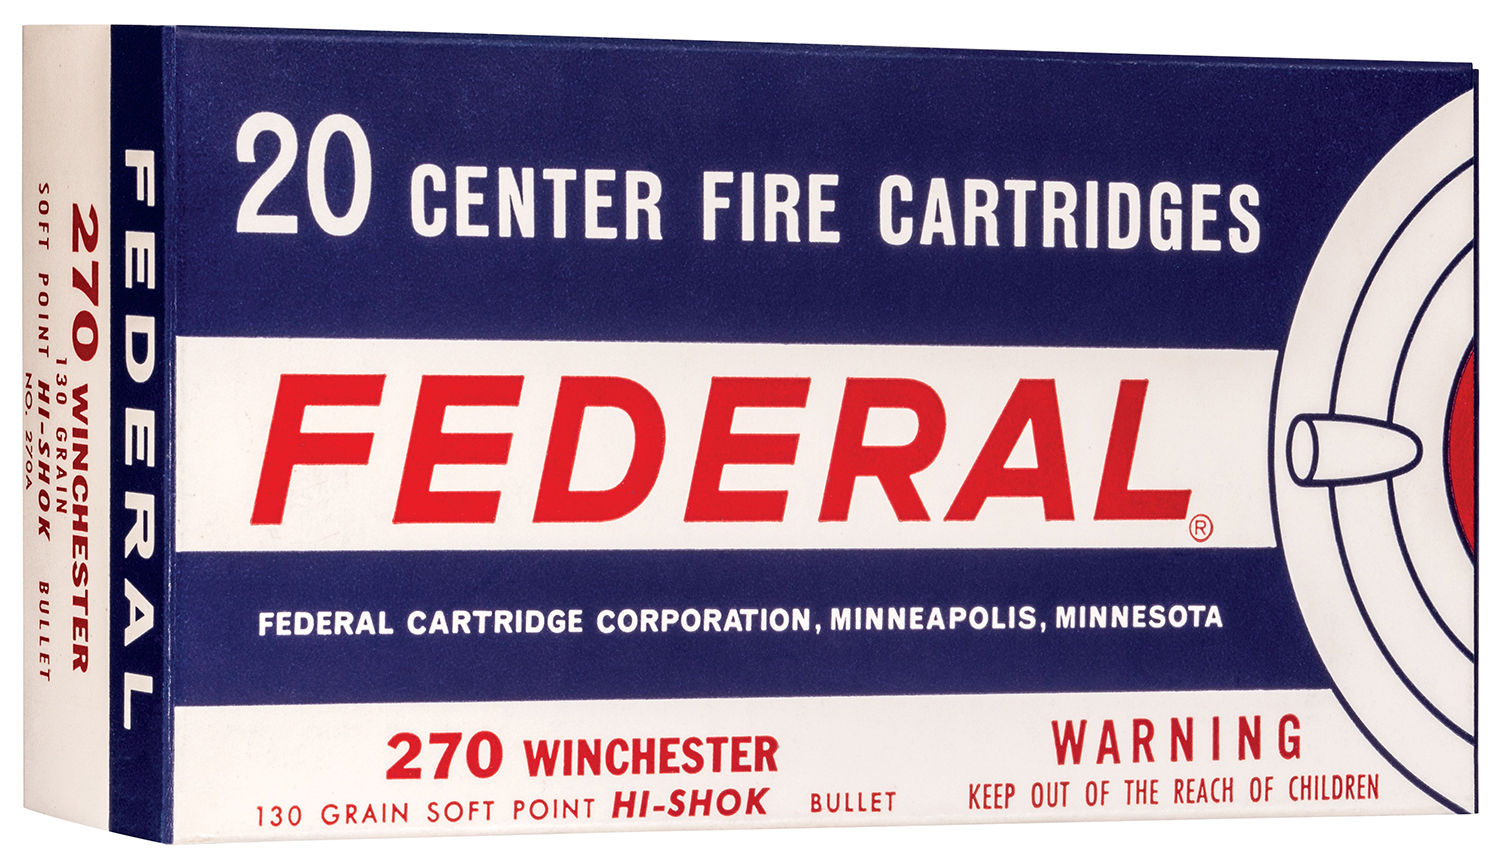 20 CENTER FIRE CARTRIDGES
FEDERAL®
FEDERAL CARTRIDGE CORPORATION, MINNEAPOLIS, MINNESOTA
270 WINCHESTER
130 GRAIN SOFT POINT HI-SHOK BULLET
WARNING
KEEP OUT OF THE REACH OF CHILDREN
FEDERAL
270 WINCHESTER
130 GRAIN
SOFT POINT HI-SHOK BULLET
NO. 270A